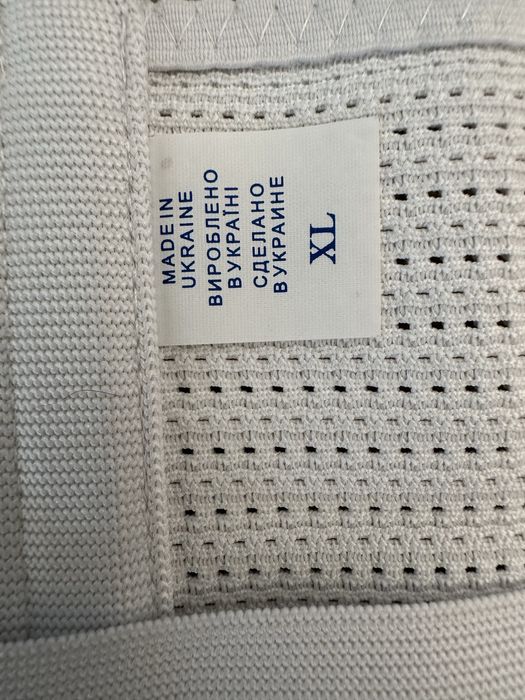 MADE IN
UKRAINE
ВИРОБЛЕНО
В УКРАЇНІ
СДЕЛАНО
В УКРАИНЕ
XL